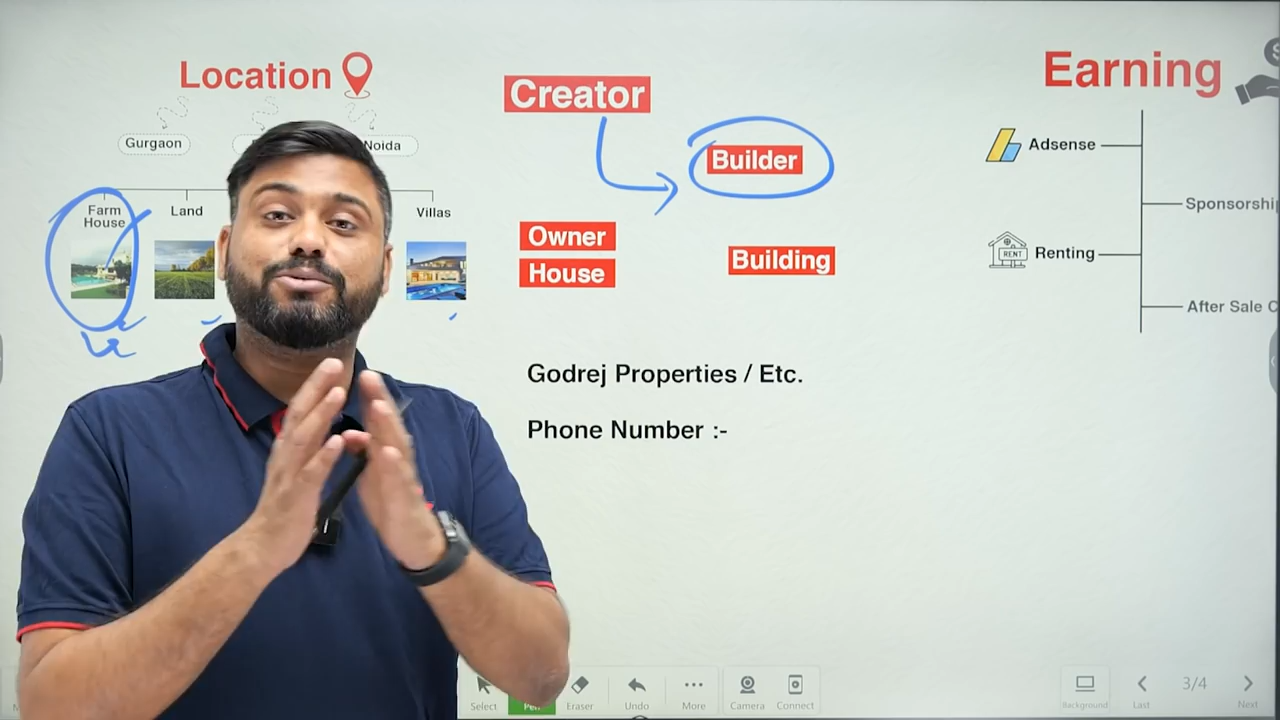 Location
Gurgaon
Noida
Farm
House
Land
Villas
Creator
Builder
Owner
House
Building
Godrej Properties / Etc.
Phone Number :-
Earning
Adsense
Sponsorshi
RENT
Renting
After Sale
Select
Pen
Eraser
Undo
More
Camera
Connect
Background
Last
3/4
Next